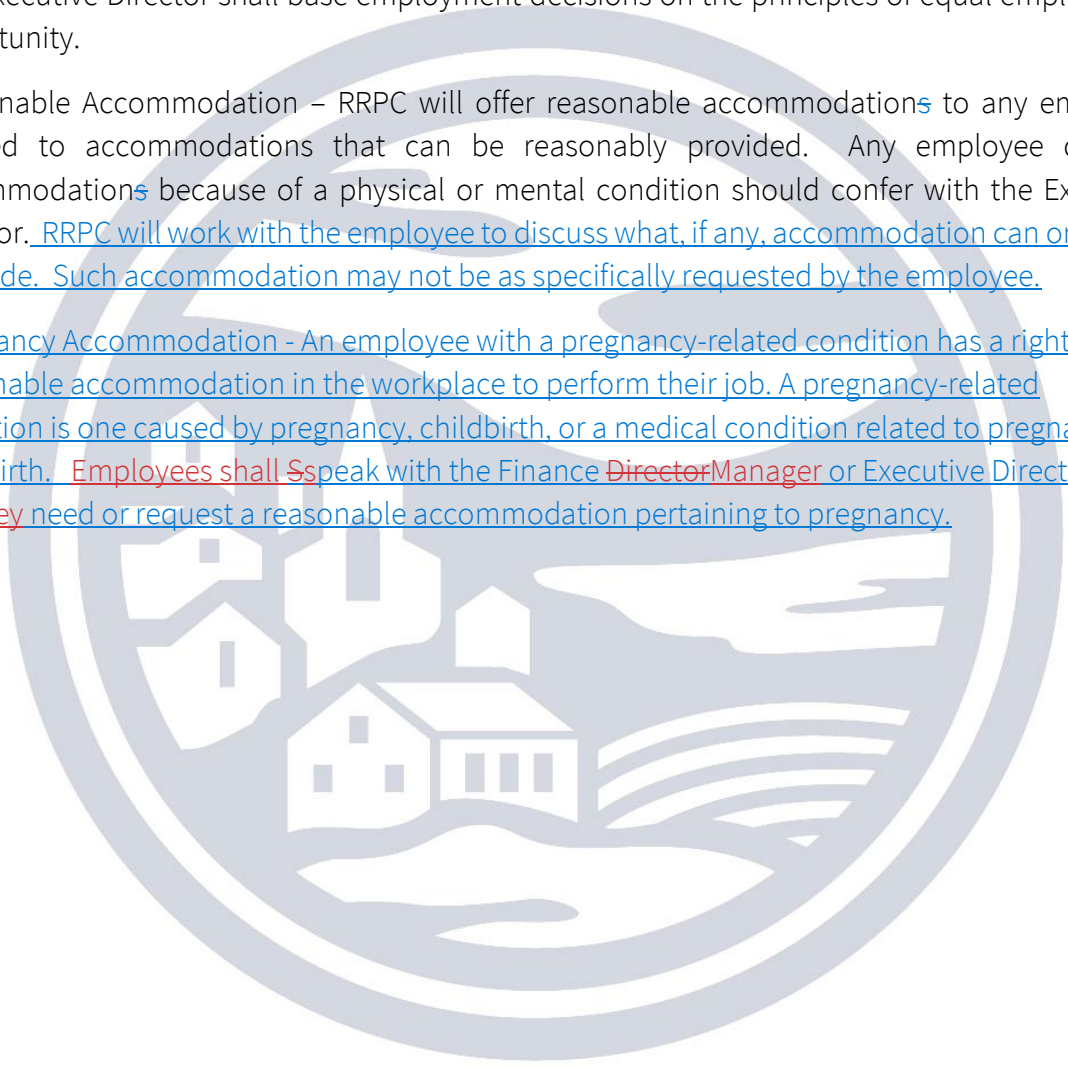 xecutive Director shall base employment decisions on the principles of equal empl
tunity.
nable Accommodation – RRPC will offer reasonable accommodations to any em
ed to accommodations that can be reasonably provided. Any employee
mmodations because of a physical or mental condition should confer with the Ex
or. RRPC will work with the employee to discuss what, if any, accommodation can or
de. Such accommodation may not be as specifically requested by the employee.
ancy Accommodation - An employee with a pregnancy-related condition has a right
nable accommodation in the workplace to perform their job. A pregnancy-related
tion is one caused by pregnancy, childbirth, or a medical condition related to pregna
irth. Employees shall Sspeak with the Finance DirectorManager or Executive Direct
ey need or request a reasonable accommodation pertaining to pregnancy.